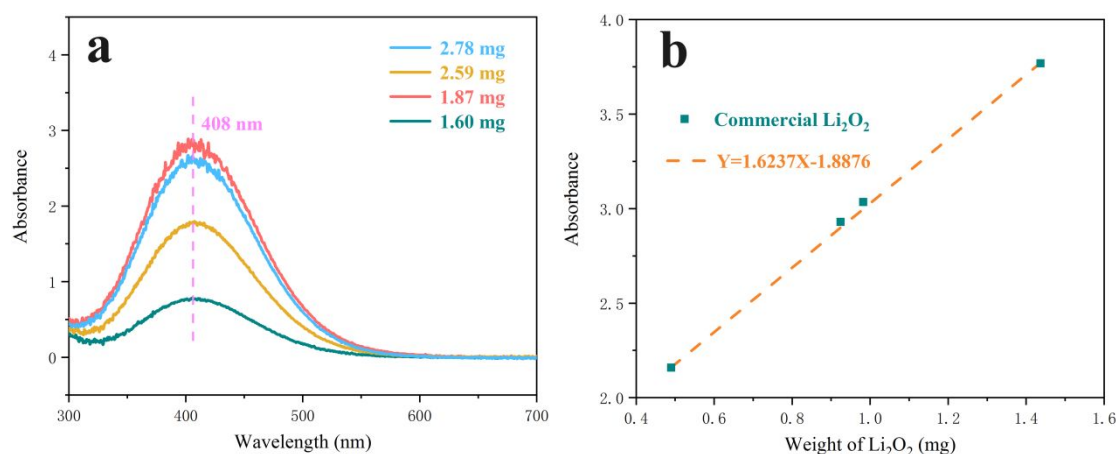 a
2.78 mg
2.59 mg
1.87 mg
1.60 mg
408 nm
4
3
2
1
0
300
400
500
600
700
Absorbance
Wavelength (nm)
b
Commercial Li₂O₂
Y=1.6237X-1.8876
4.0
3.5
3.0
2.5
2.0
0.4
0.6
0.8
1.0
1.2
1.4
1.6
Absorbance
Weight of Li₂O₂ (mg)